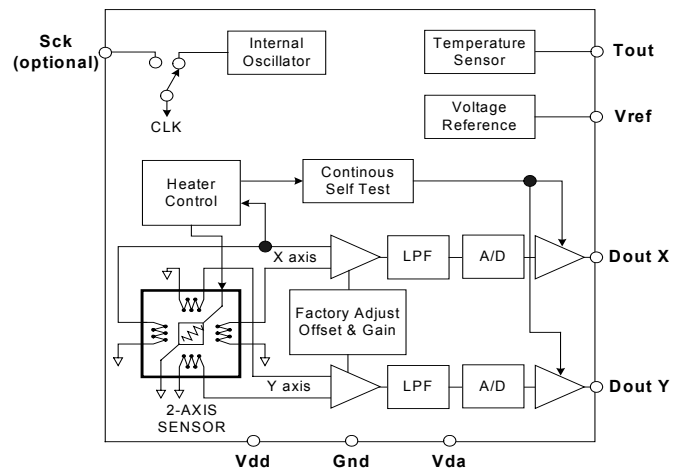 Sck
(optional)
Internal
Oscillator
CLK
Temperature
Sensor
Tout
Voltage
Reference
Vref
Heater
Control
Continous
Self Test
X axis
LPF
A/D
Dout X
Factory Adjust
Offset & Gain
Y axis
LPF
A/D
Dout Y
2-AXIS
SENSOR
Vdd
Gnd
Vda